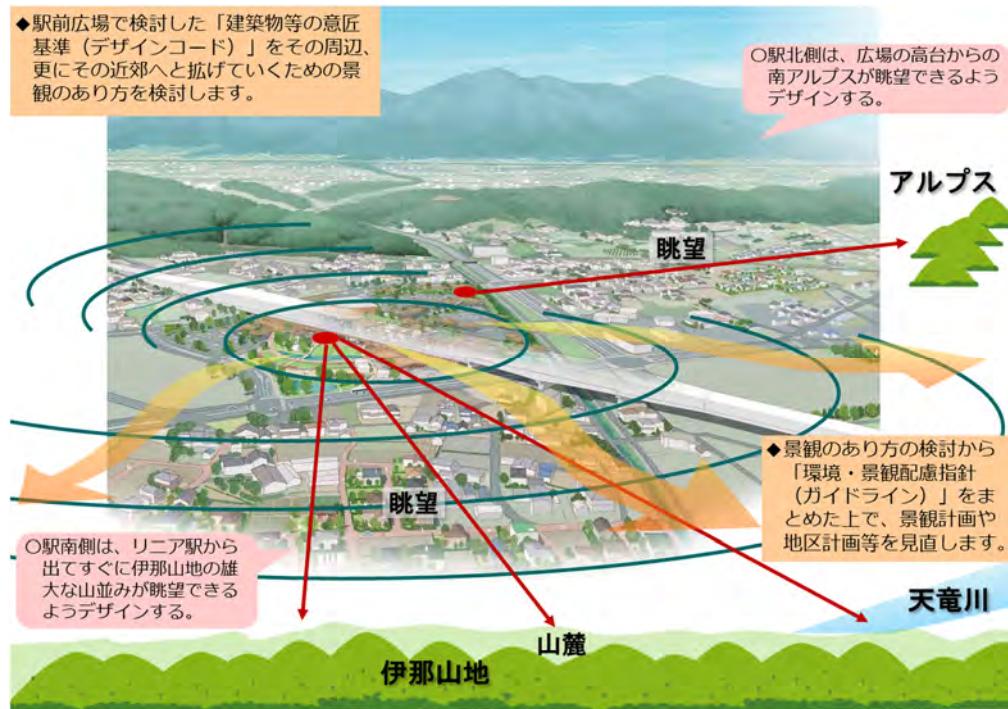 ◆駅前広場で検討した「建築物等の意匠
基準（デザインコード）」をその周辺、
更にその近郊へと拡げていくための景
観のあり方を検討します。
○駅北側は、広場の高台からの
南アルプスが眺望できるよう
デザインする。
アルプス
眺望
◆景観のあり方の検討から
「環境・景観配慮指針
（ガイドライン）」をま
とめた上で、景観計画や
地区計画等を見直します。
眺望
○駅南側は、リニア駅から
出てすぐに伊那山地の雄
大な山並みが眺望できる
ようデザインする。
天竜川
山麓
伊那山地